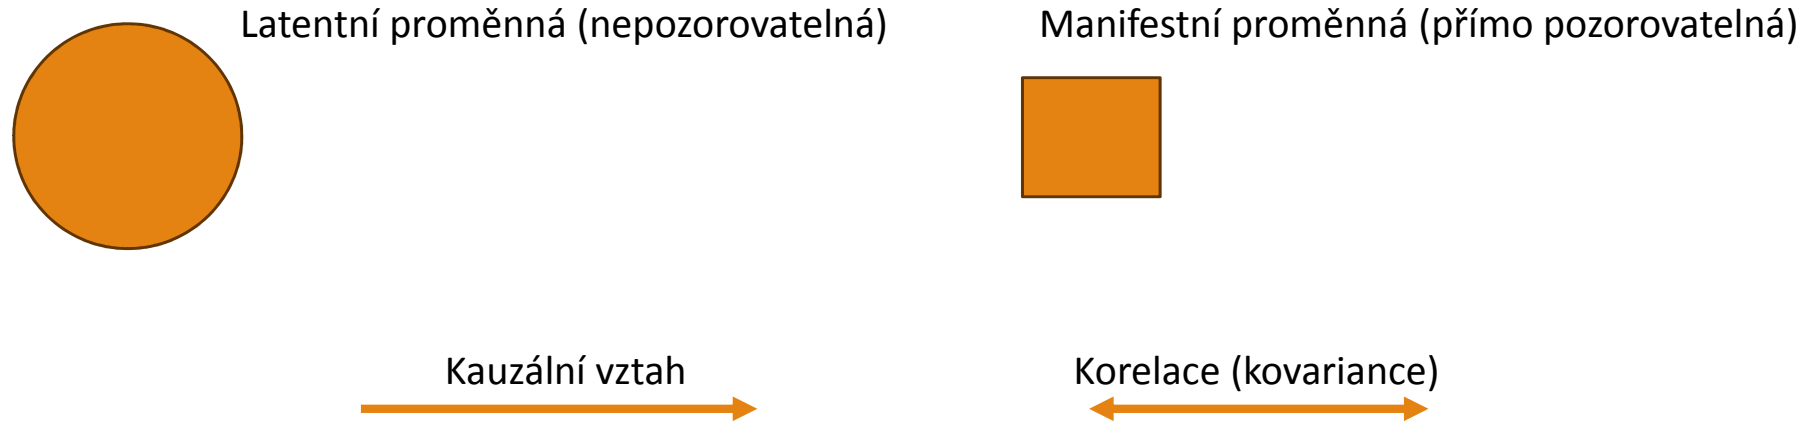 Latentní proměnná (nepozorovatelná)
Manifestní proměnná (přímo pozorovatelná)
Kauzální vztah
Korelace (kovariance)